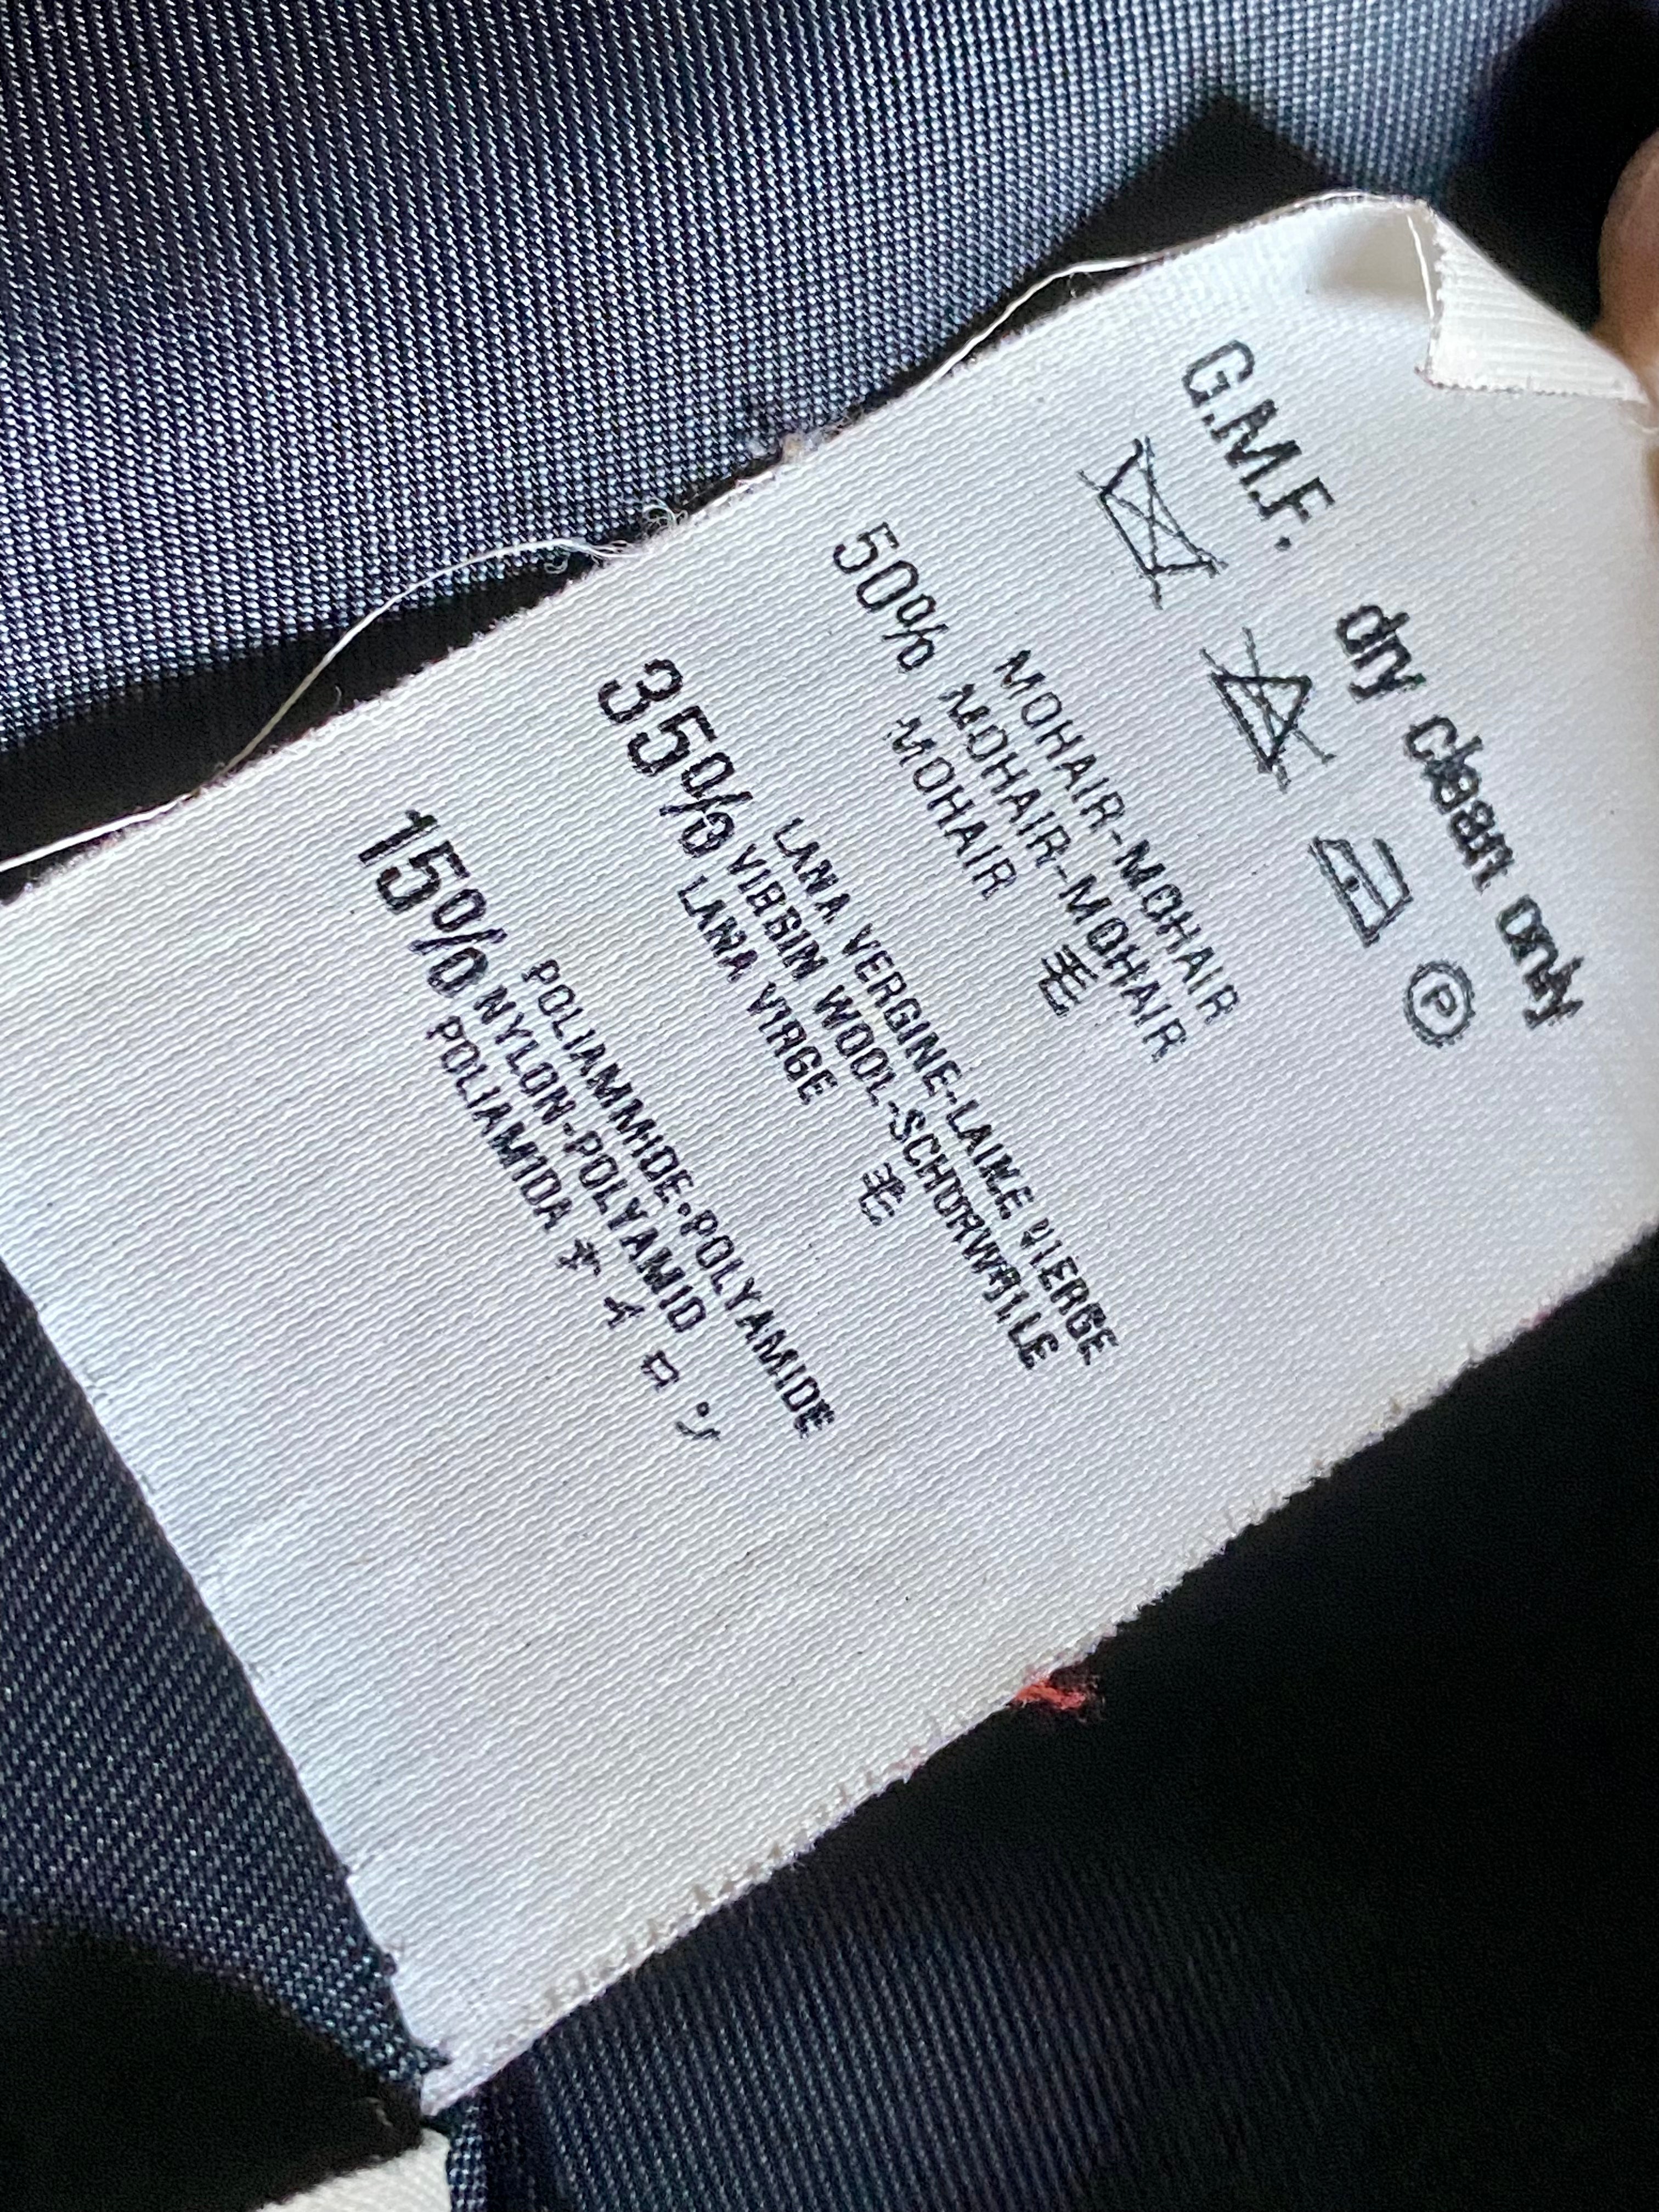 G.M.F. dry clean only
P
MOHAIR-MOHAIR
50% MOHAIR-MOHAIR
MOHAIR 毛
LANA VERGINE-LAINE VIERGE
35% VIRGIN WOOL-SCHURWOLLE
LANA VIRGE 毛
POLIAMMIDE-POLYAMIDE
15% NYLON-POLYAMID
POLIAMIDA ナイロン